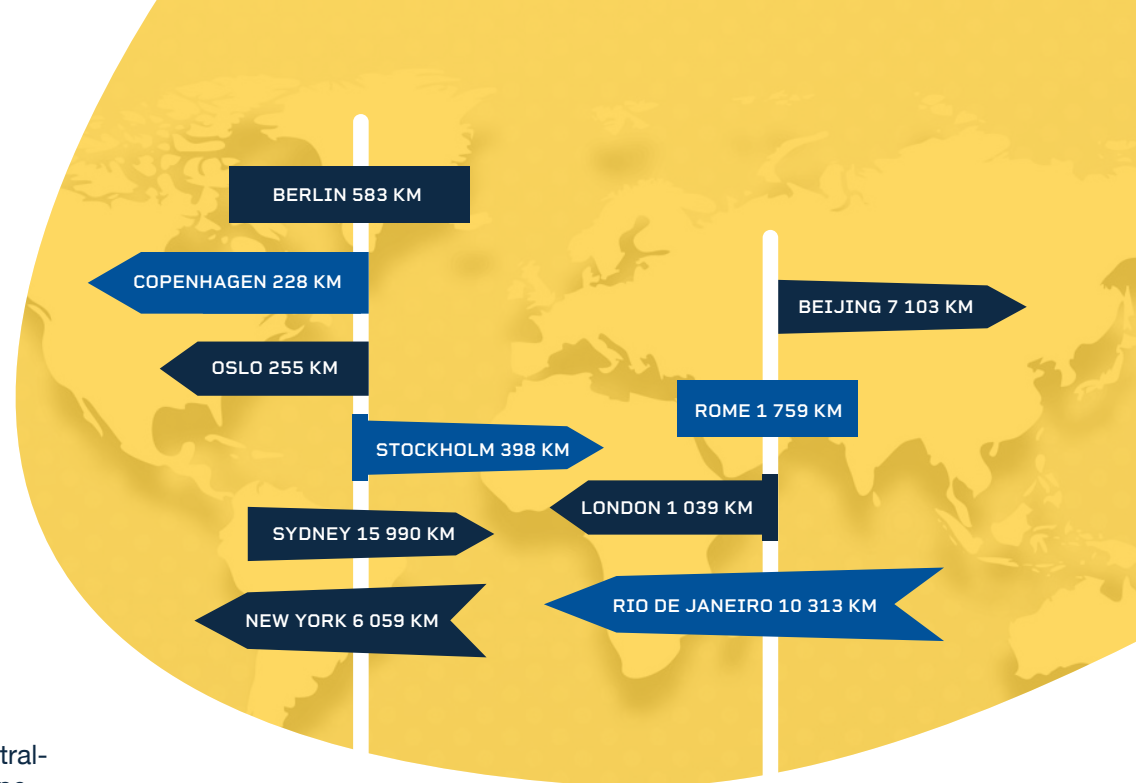 BERLIN 583 KM
COPENHAGEN 228 KM
OSLO 255 KM
STOCKHOLM 398 KM
SYDNEY 15 990 KM
NEW YORK 6 059 KM
BEIJING 7 103 KM
ROME 1 759 KM
LONDON 1 039 KM
RIO DE JANEIRO 10 313 KM
tral-